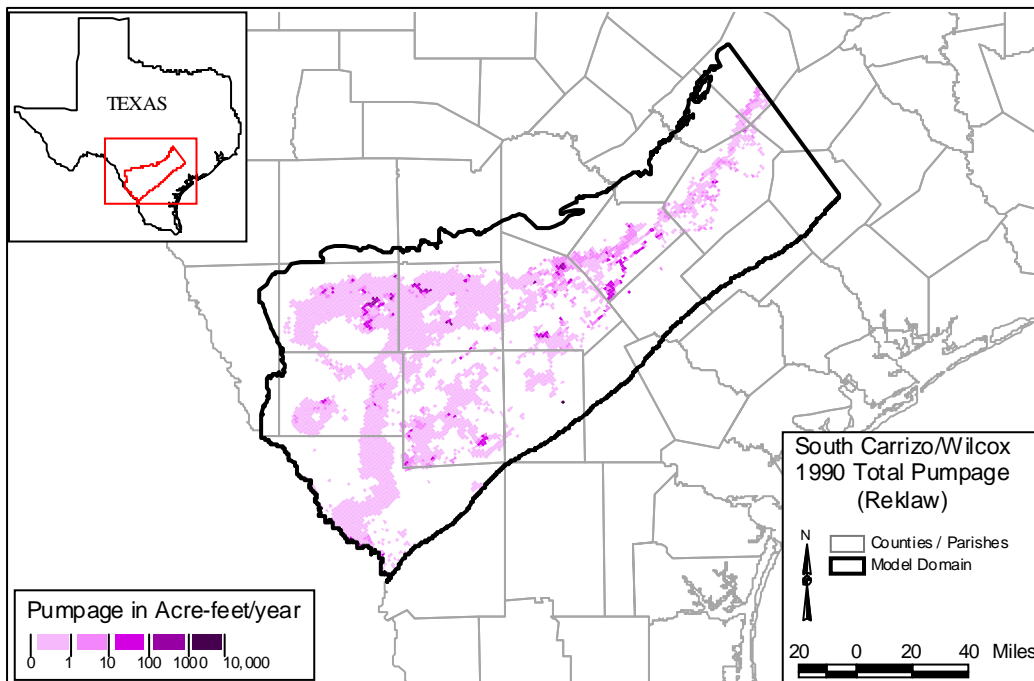 TEXAS
South Carrizo/Wilcox
1990 Total Pumpage
(Reklaw)
N
Counties / Parishes
Model Domain
20 0 20 40 Miles
Pumpage in Acre-feet/year
0 1 10 100 1000 10,000